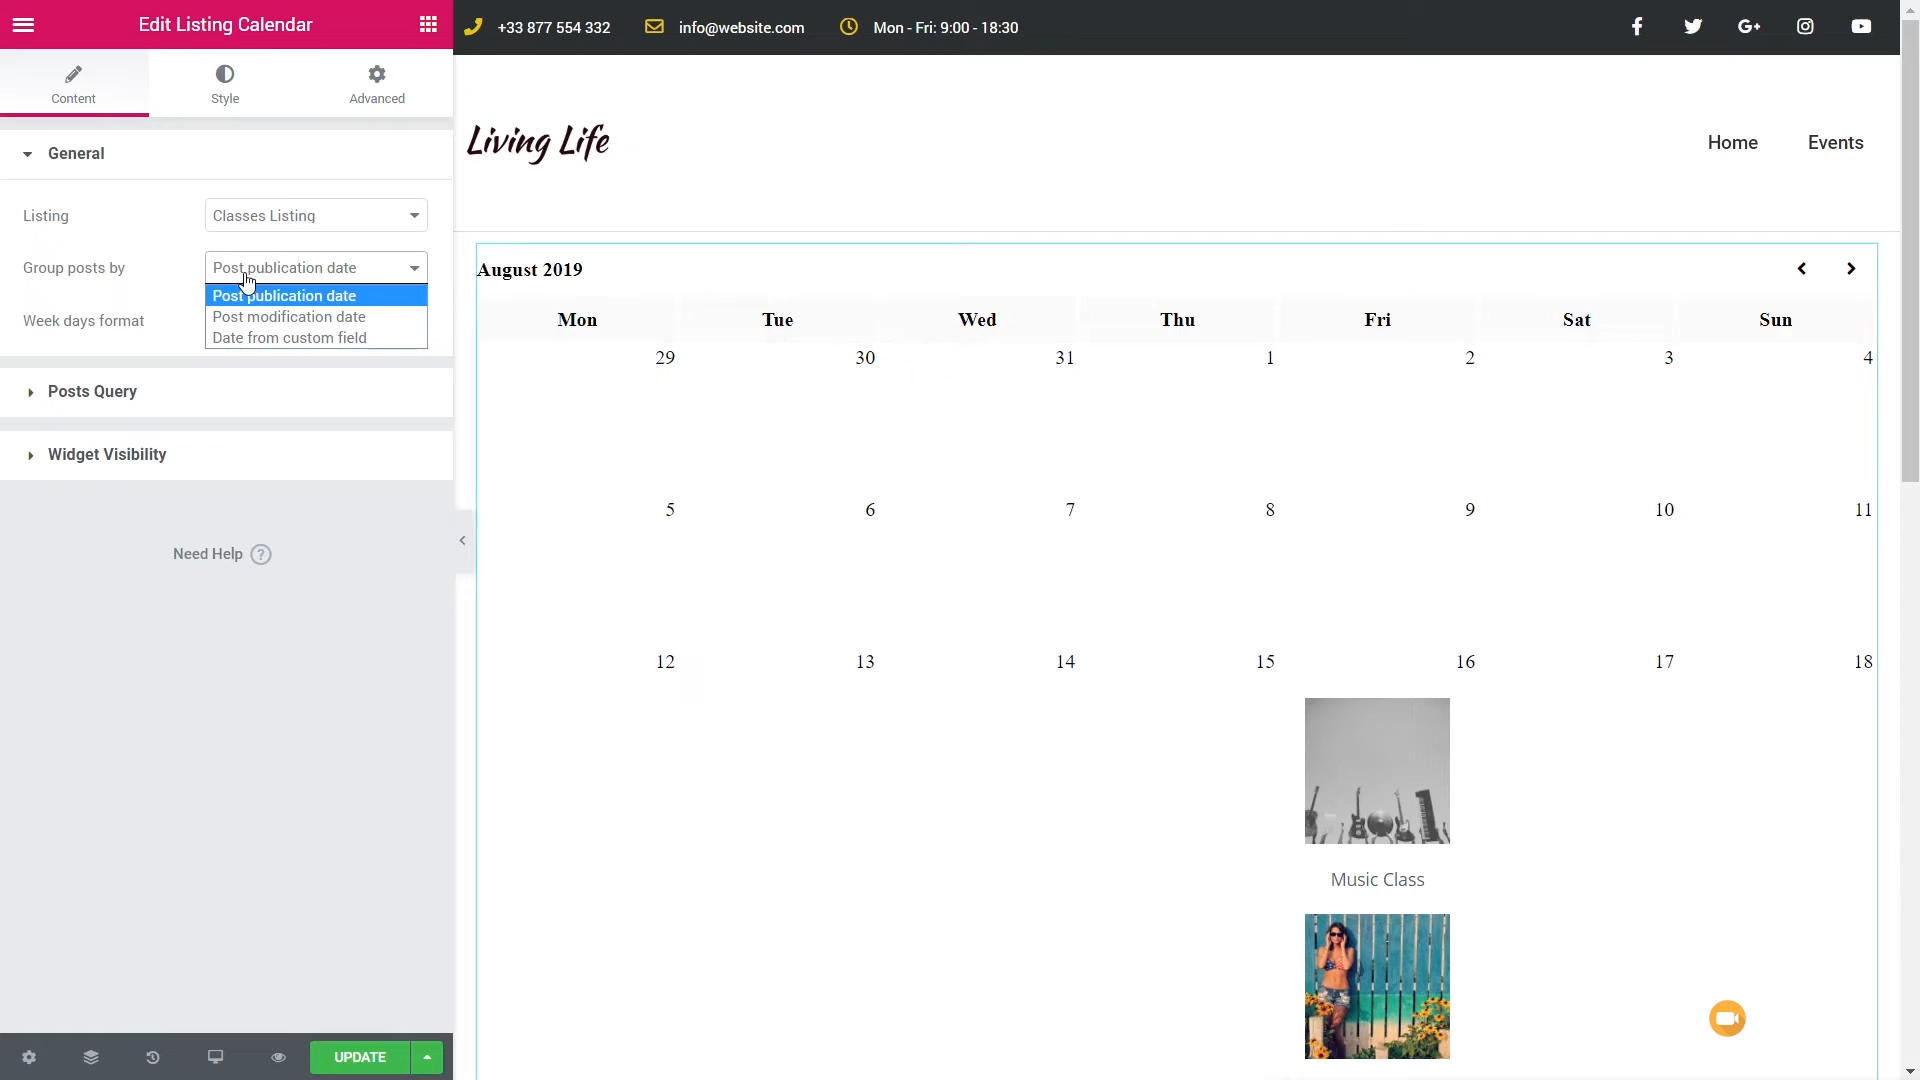 Edit Listing Calendar
+33 877 554 332
info@website.com
Mon - Fri: 9:00 - 18:30
Content
Style
Advanced
General
Living Life
Home
Events
Listing
Classes Listing
Group posts by
Post publication date
Post publication date
Post modification date
Date from custom field
Week days format
Posts Query
Widget Visibility
Need Help ?
UPDATE
August 2019
Mon Tue Wed Thu Fri Sat Sun
29 30 31 1 2 3 4
5 6 7 8 9 10 11
12 13 14 15 16 17 18
Music Class